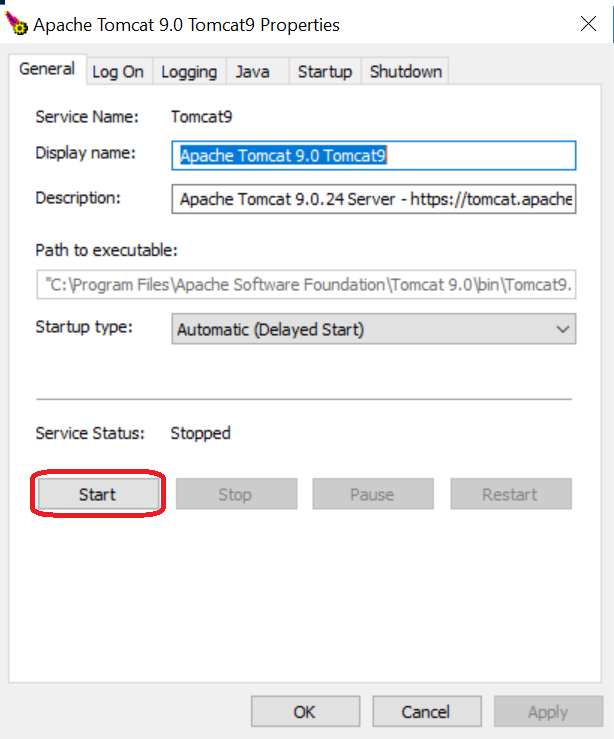 Apache Tomcat 9.0 Tomcat9 Properties
General Log On Logging Java Startup Shutdown
Service Name: Tomcat9
Display name: Apache Tomcat 9.0 Tomcat9
Description: Apache Tomcat 9.0.24 Server - https://tomcat.apache
Path to executable:
"C:\Program Files\Apache Software Foundation\Tomcat 9.0\bin\Tomcat9.
Startup type: Automatic (Delayed Start)
Service Status: Stopped
Start Stop Pause Restart
OK Cancel Apply